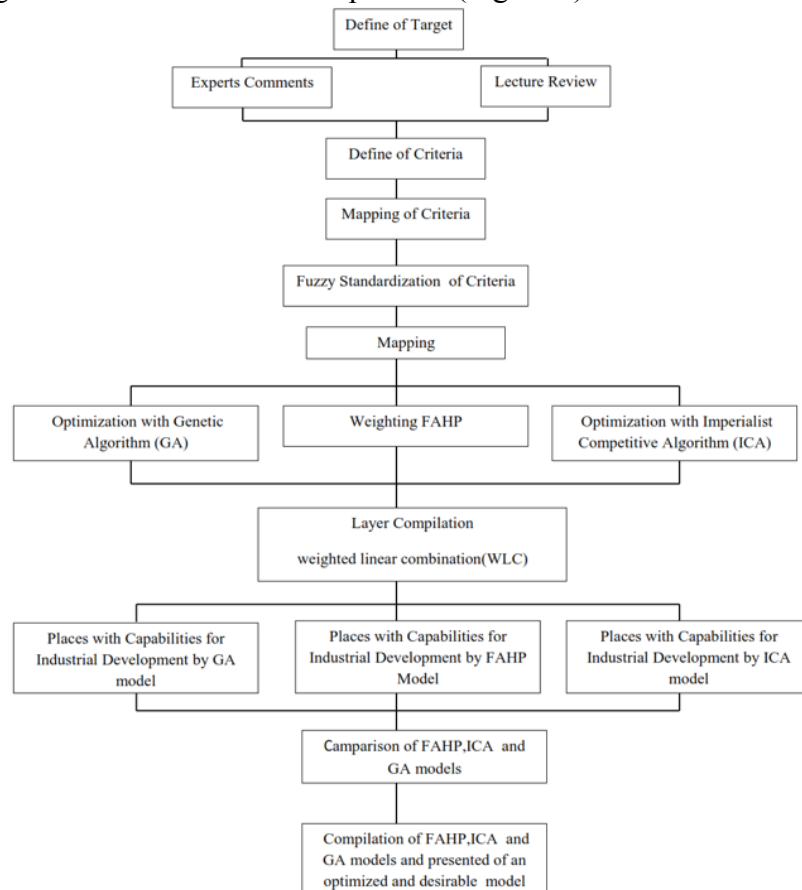 Define of Target
Experts Comments
Lecture Review
Define of Criteria
Mapping of Criteria
Fuzzy Standardization of Criteria
Mapping
Optimization with Genetic
Algorithm (GA)
Weighting FAHP
Optimization with Imperialist
Competitive Algorithm (ICA)
Layer Compilation
weighted linear combination(WLC)
Places with Capabilities for
Industrial Development by GA
model
Places with Capabilities for
Industrial Development by FAHP
Model
Places with Capabilities for
Industrial Development by ICA
model
Camparison of FAHP,ICA and
GA models
Compilation of FAHP,ICA and
GA models and presented of an
optimized and desirable model